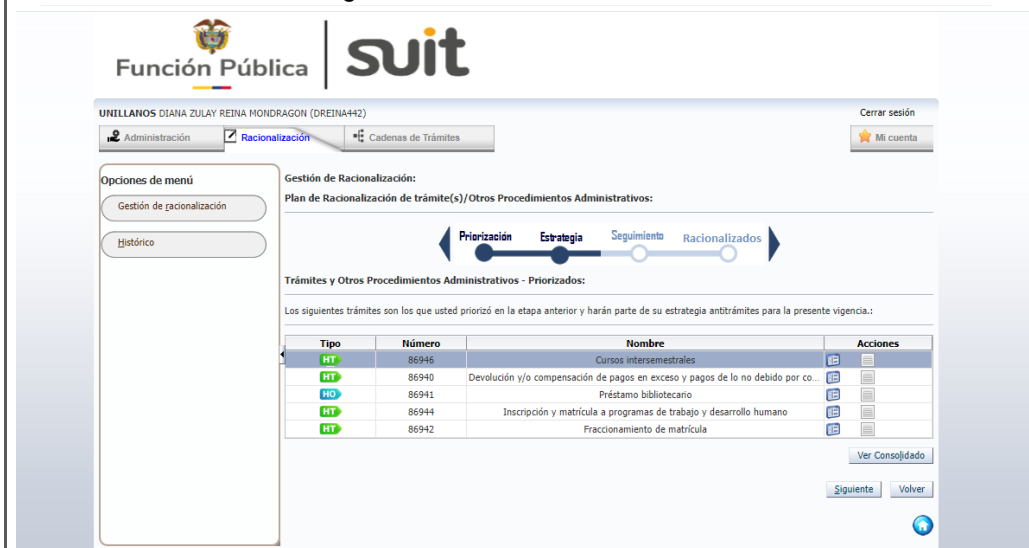 Función Pública
suit
UNILLANOS DIANA ZULAY REINA MONDRAGON (DREINA442)
Cerrar sesión
Administración
Racionalización
Cadenas de Trámites
Mi cuenta
Opciones de menú
Gestión de racionalización
Histórico
Gestión de Racionalización:
Plan de Racionalización de trámite(s)/Otros Procedimientos Administrativos:
Priorización Estrategia Seguimiento Racionalizados
Trámites y Otros Procedimientos Administrativos - Priorizados:
Los siguientes trámites son los que usted priorizó en la etapa anterior y harán parte de su estrategia antitrámites para la presente vigencia.:
Tipo Número Nombre Acciones
HT 86946 Cursos intersemestrales
HT 86940 Devolución y/o compensación de pagos en exceso y pagos de lo no debido por co...
HO 86941 Préstamo bibliotecario
HT 86944 Inscripción y matrícula a programas de trabajo y desarrollo humano
HT 86942 Fraccionamiento de matrícula
Ver Consolidado
Siguiente Volver